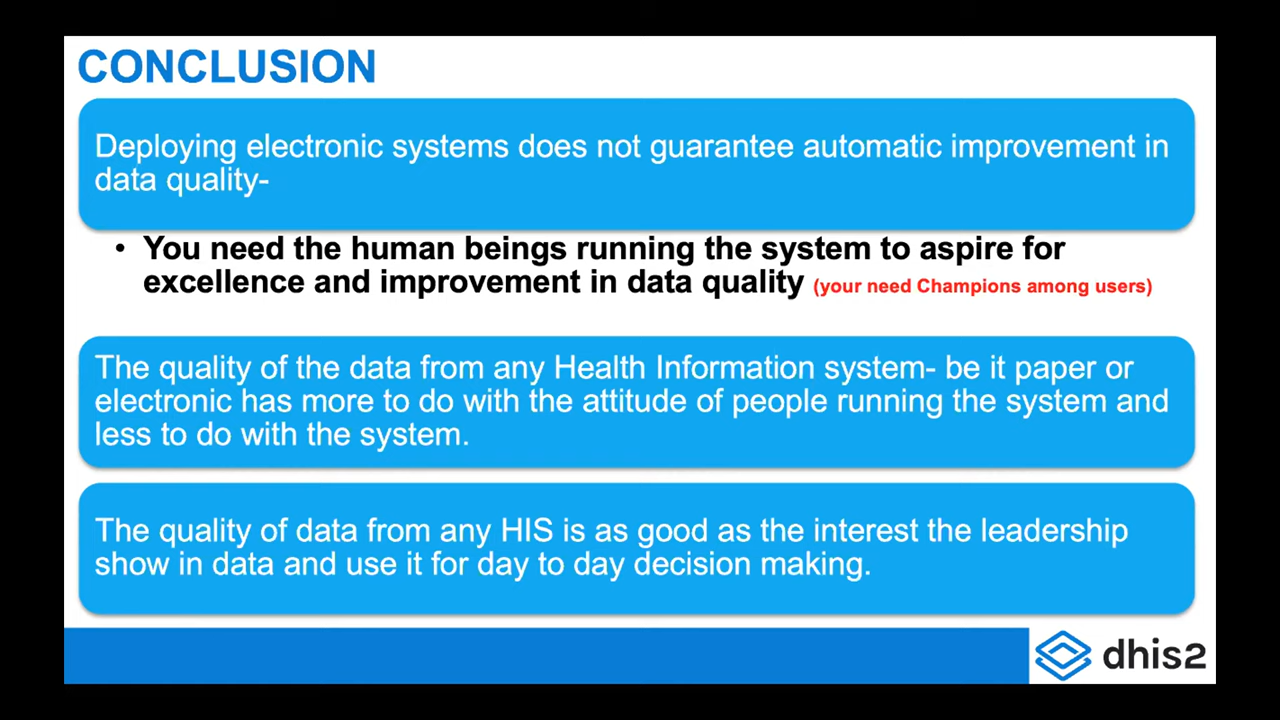 CONCLUSION
Deploying electronic systems does not guarantee automatic improvement in
data quality-
• You need the human beings running the system to aspire for
excellence and improvement in data quality (your need Champions among users)
The quality of the data from any Health Information system- be it paper or
electronic has more to do with the attitude of people running the system and
less to do with the system.
The quality of data from any HIS is as good as the interest the leadership
show in data and use it for day to day decision making.
dhis2